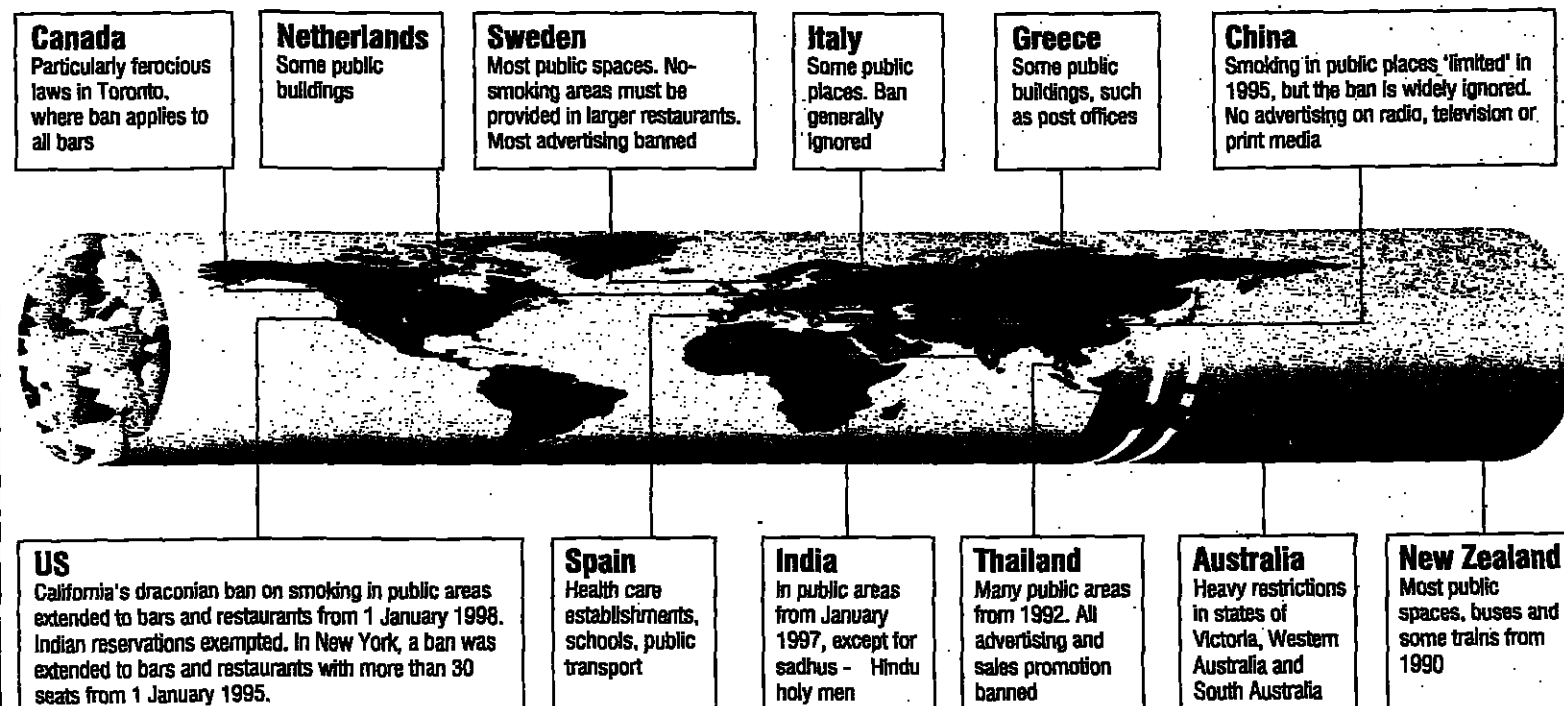 Canada
Particularly ferocious
laws in Toronto,
where ban applies to
all bars
Netherlands
Some public
buildings
Sweden
Most public spaces. No-
smoking areas must be
provided in larger restaurants.
Most advertising banned
Italy
Some public
places. Ban
generally
ignored
Greece
Some public
buildings, such
as post offices
China
Smoking in public places 'limited' in
1995, but the ban is widely ignored.
No advertising on radio, television or
print media
US
California's draconian ban on smoking in public areas
extended to bars and restaurants from 1 January 1998.
Indian reservations exempted. In New York, a ban was
extended to bars and restaurants with more than 30
seats from 1 January 1995.
Spain
Health care
establishments,
schools, public
transport
India
In public areas
from January
1997, except for
sadhus - Hindu
holy men
Thailand
Many public areas
from 1992. All
advertising and
sales promotion
banned
Australia
Heavy restrictions
in states of
Victoria, Western
Australia and
South Australia
New Zealand
Most public
spaces, buses and
some trains from
1990